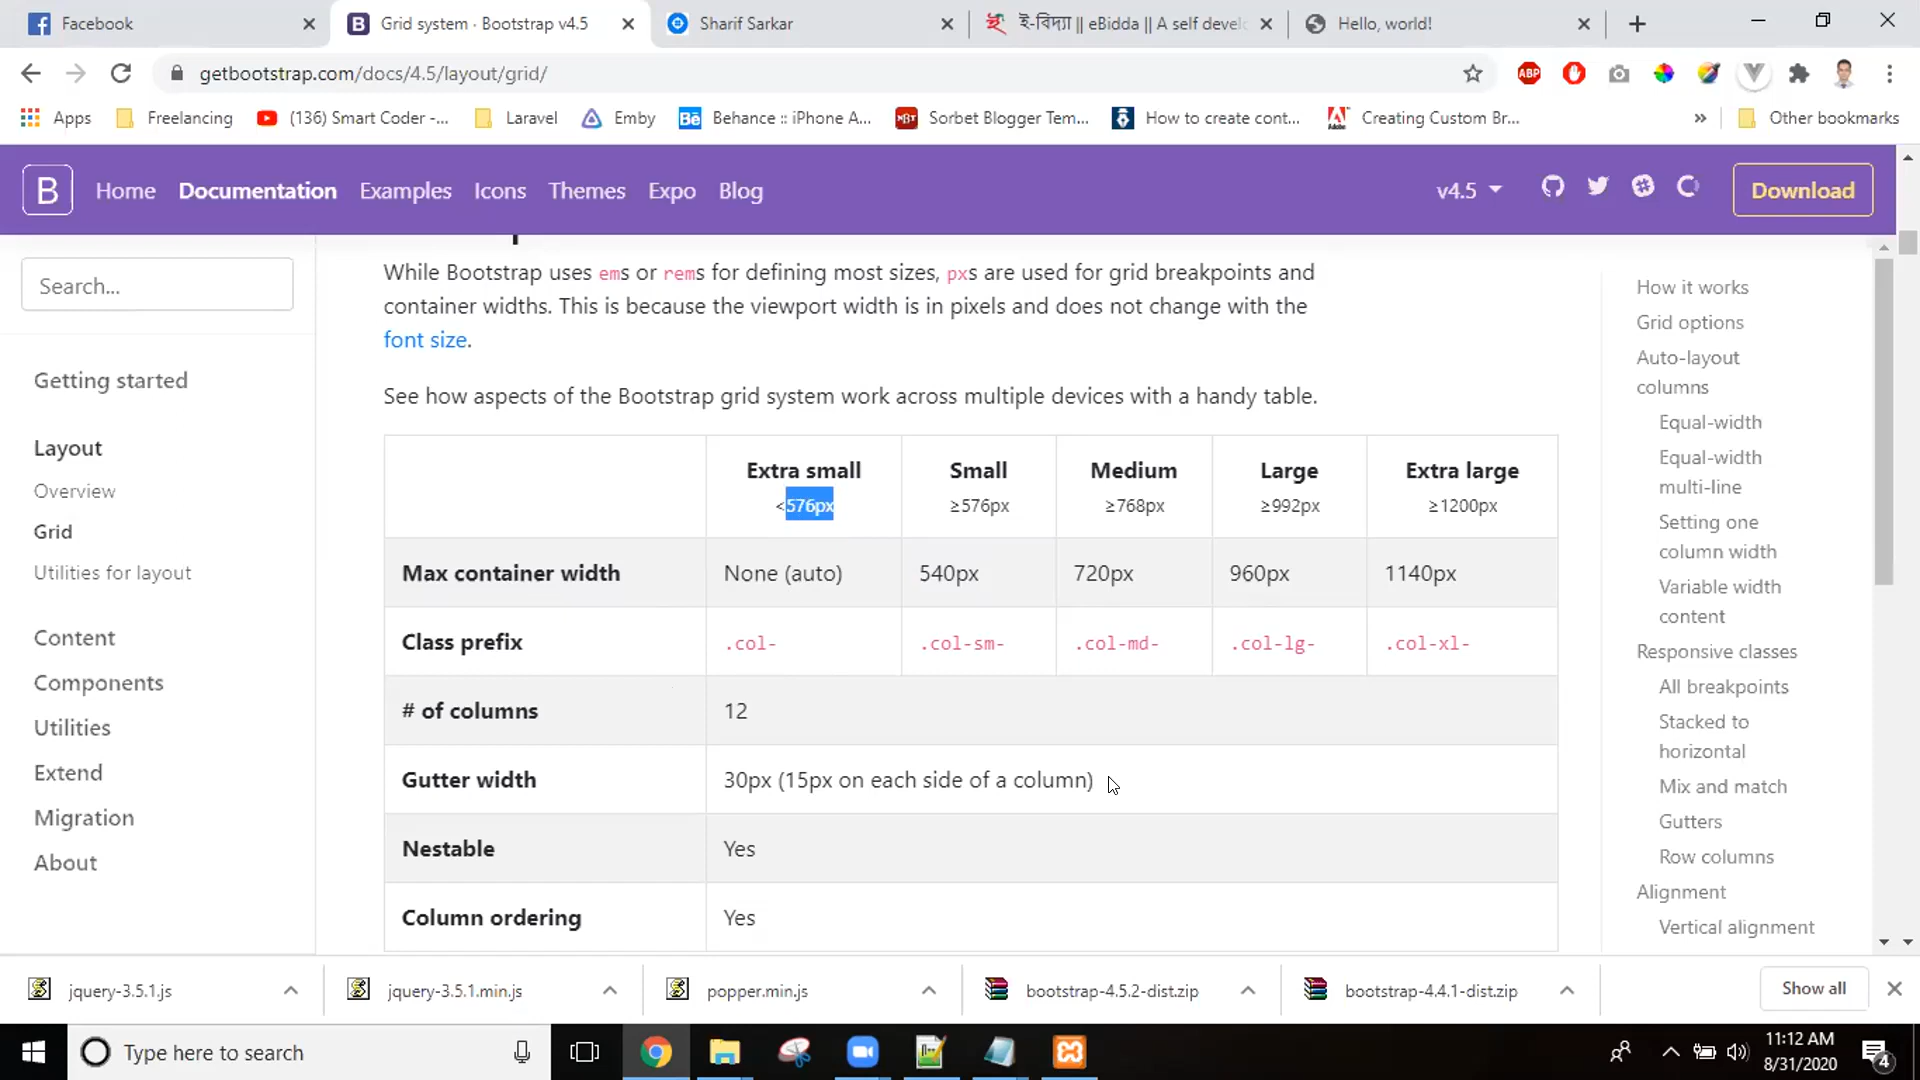 Facebook
Grid system · Bootstrap v4.5
Sharif Sarkar
ই-বিদ্যা || eBidda || A self develo
Hello, world!
getbootstrap.com/docs/4.5/layout/grid/
ABP
Apps
Freelancing
(136) Smart Coder -...
Laravel
Emby
Bē
Behance :: iPhone A...
Sorbet Blogger Tem...
How to create cont...
Creating Custom Br...
»
Other bookmarks
B
Home
Documentation
Examples
Icons
Themes
Expo
Blog
v4.5
Download
Search...
Getting started
Layout
Overview
Grid
Utilities for layout
Content
Components
Utilities
Extend
Migration
About
While Bootstrap uses ems or rems for defining most sizes, pxs are used for grid breakpoints and
container widths. This is because the viewport width is in pixels and does not change with the
font size.
See how aspects of the Bootstrap grid system work across multiple devices with a handy table.
Extra small Small Medium Large Extra large
<576px ≥576px ≥768px ≥992px ≥1200px
Max container width None (auto) 540px 720px 960px 1140px
Class prefix .col- .col-sm- .col-md- .col-lg- .col-xl-
# of columns 12
Gutter width 30px (15px on each side of a column)
Nestable Yes
Column ordering Yes
How it works
Grid options
Auto-layout
columns
Equal-width
Equal-width
multi-line
Setting one
column width
Variable width
content
Responsive classes
All breakpoints
Stacked to
horizontal
Mix and match
Gutters
Row columns
Alignment
Vertical alignment
jquery-3.5.1.js
jquery-3.5.1.min.js
popper.min.js
bootstrap-4.5.2-dist.zip
bootstrap-4.4.1-dist.zip
Show all
Type here to search
11:12 AM
8/31/2020
4